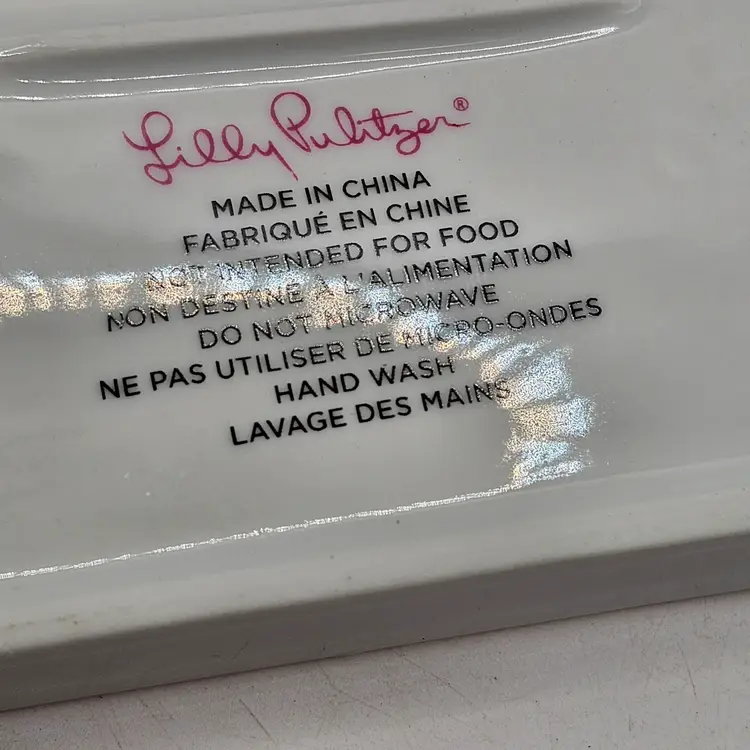 Lilly Pulitzer®
MADE IN CHINA
FABRIQUÉ EN CHINE
NOT INTENDED FOR FOOD
NON DESTINÉ À L'ALIMENTATION
DO NOT MICROWAVE
NE PAS UTILISER DE MICRO-ONDES
HAND WASH
LAVAGE DES MAINS